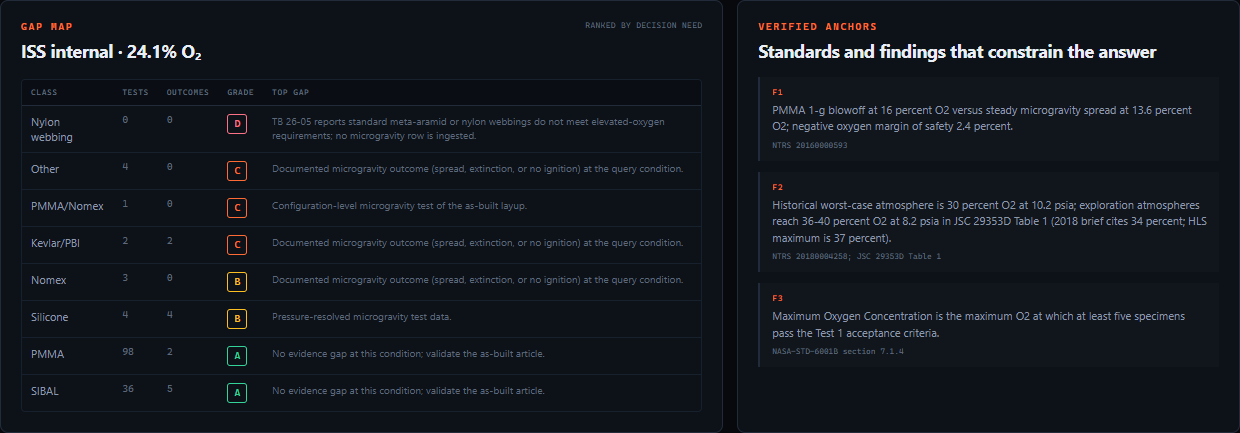 GAP MAP
RANKED BY DECISION NEED
ISS internal · 24.1% O₂
CLASS TESTS OUTCOMES GRADE TOP GAP
Nylon webbing 0 0 D TB 26-05 reports standard meta-aramid or nylon webbings do not meet elevated-oxygen
requirements; no microgravity row is ingested.
Other 4 0 C Documented microgravity outcome (spread, extinction, or no ignition) at the query condition.
PMMA/Nomex 1 0 C Configuration-level microgravity test of the as-built layup.
Kevlar/PBI 2 2 C Documented microgravity outcome (spread, extinction, or no ignition) at the query condition.
Nomex 3 0 B Documented microgravity outcome (spread, extinction, or no ignition) at the query condition.
Silicone 4 4 B Pressure-resolved microgravity test data.
PMMA 98 2 A No evidence gap at this condition; validate the as-built article.
SIBAL 36 5 A No evidence gap at this condition; validate the as-built article.
VERIFIED ANCHORS
Standards and findings that constrain the answer
F1
PMMA 1-g blowoff at 16 percent O2 versus steady microgravity spread at 13.6 percent
O2; negative oxygen margin of safety 2.4 percent.
NTRS 20160000593
F2
Historical worst-case atmosphere is 30 percent O2 at 10.2 psia; exploration atmospheres
reach 36-40 percent O2 at 8.2 psia in JSC 29353D Table 1 (2018 brief cites 34 percent; HLS
maximum is 37 percent).
NTRS 20180004258; JSC 29353D Table 1
F3
Maximum Oxygen Concentration is the maximum O2 at which at least five specimens
pass the Test 1 acceptance criteria.
NASA-STD-6001B section 7.1.4